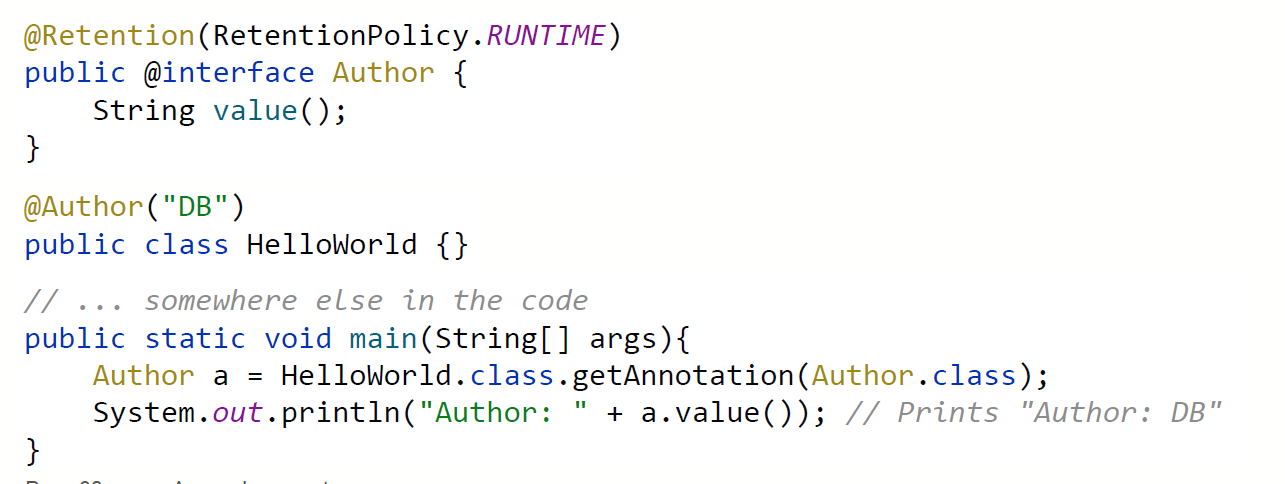 @Retention(RetentionPolicy.RUNTIME)
public @interface Author {
    String value();
}
@Author("DB")
public class HelloWorld {}
// ... somewhere else in the code
public static void main(String[] args){
    Author a = HelloWorld.class.getAnnotation(Author.class);
    System.out.println("Author: " + a.value()); // Prints "Author: DB"
}